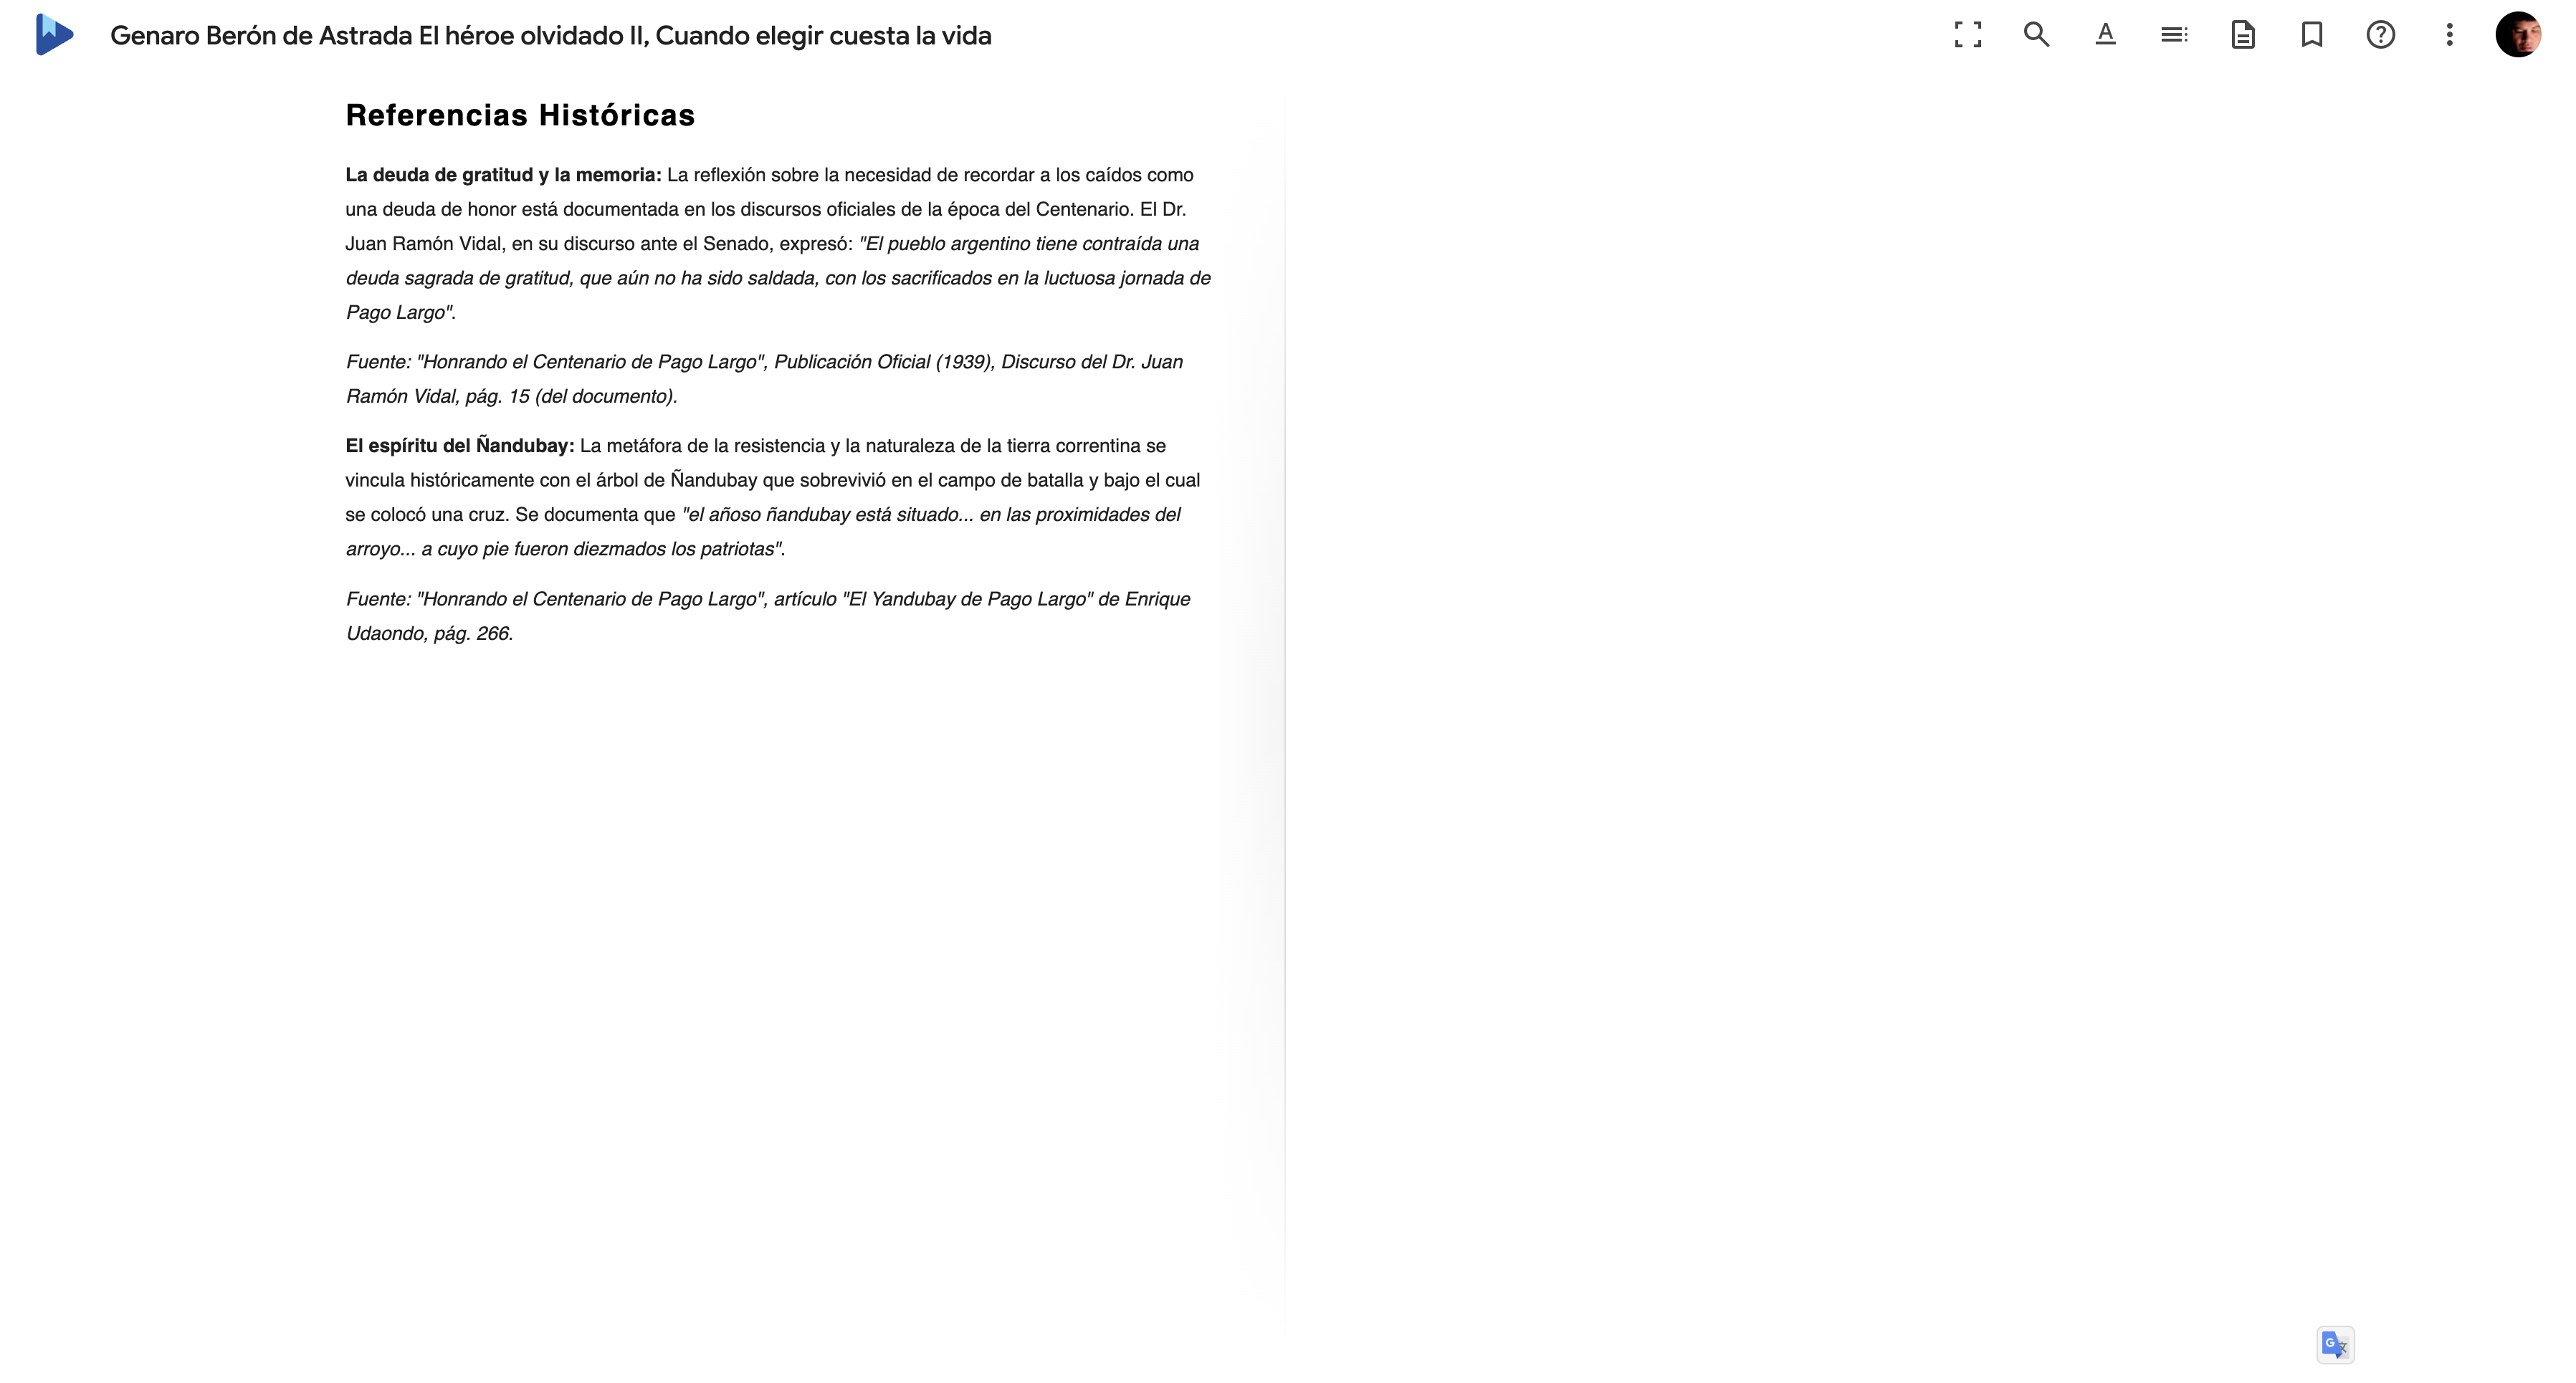 Genaro Berón de Astrada El héroe olvidado II, Cuando elegir cuesta la vida
Referencias Históricas
La deuda de gratitud y la memoria: La reflexión sobre la necesidad de recordar a los caídos como
una deuda de honor está documentada en los discursos oficiales de la época del Centenario. El Dr.
Juan Ramón Vidal, en su discurso ante el Senado, expresó: "El pueblo argentino tiene contraída una
deuda sagrada de gratitud, que aún no ha sido saldada, con los sacrificados en la luctuosa jornada de
Pago Largo".
Fuente: "Honrando el Centenario de Pago Largo", Publicación Oficial (1939), Discurso del Dr. Juan
Ramón Vidal, pág. 15 (del documento).
El espíritu del Ñandubay: La metáfora de la resistencia y la naturaleza de la tierra correntina se
vincula históricamente con el árbol de Ñandubay que sobrevivió en el campo de batalla y bajo el cual
se colocó una cruz. Se documenta que "el añoso ñandubay está situado... en las proximidades del
arroyo... a cuyo pie fueron diezmados los patriotas".
Fuente: "Honrando el Centenario de Pago Largo", artículo "El Yandubay de Pago Largo" de Enrique
Udaondo, pág. 266.